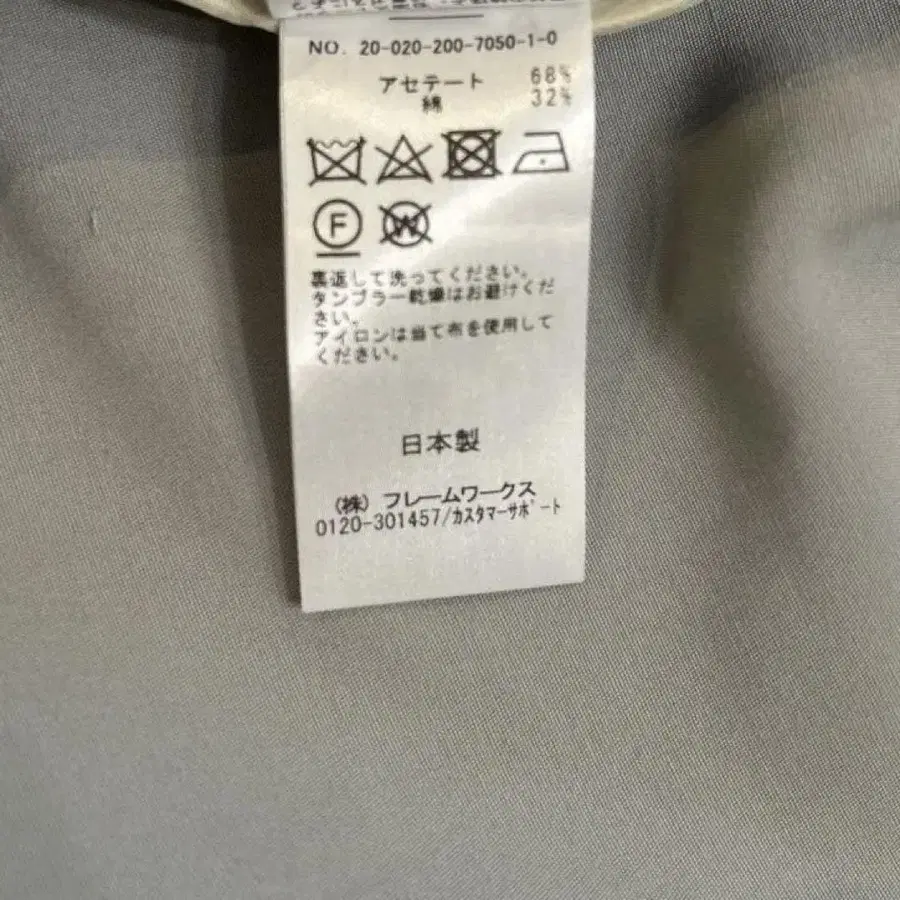 NO. 20-020-200-7050-1-0
アセテート 68%
綿 32%
F W
裏返して洗ってください。
タンブラー乾燥はお避けくだ
さい。
アイロンは当て布を使用して
ください。
日本製
(株) フレームワークス
0120-301457/カスタマーサポート